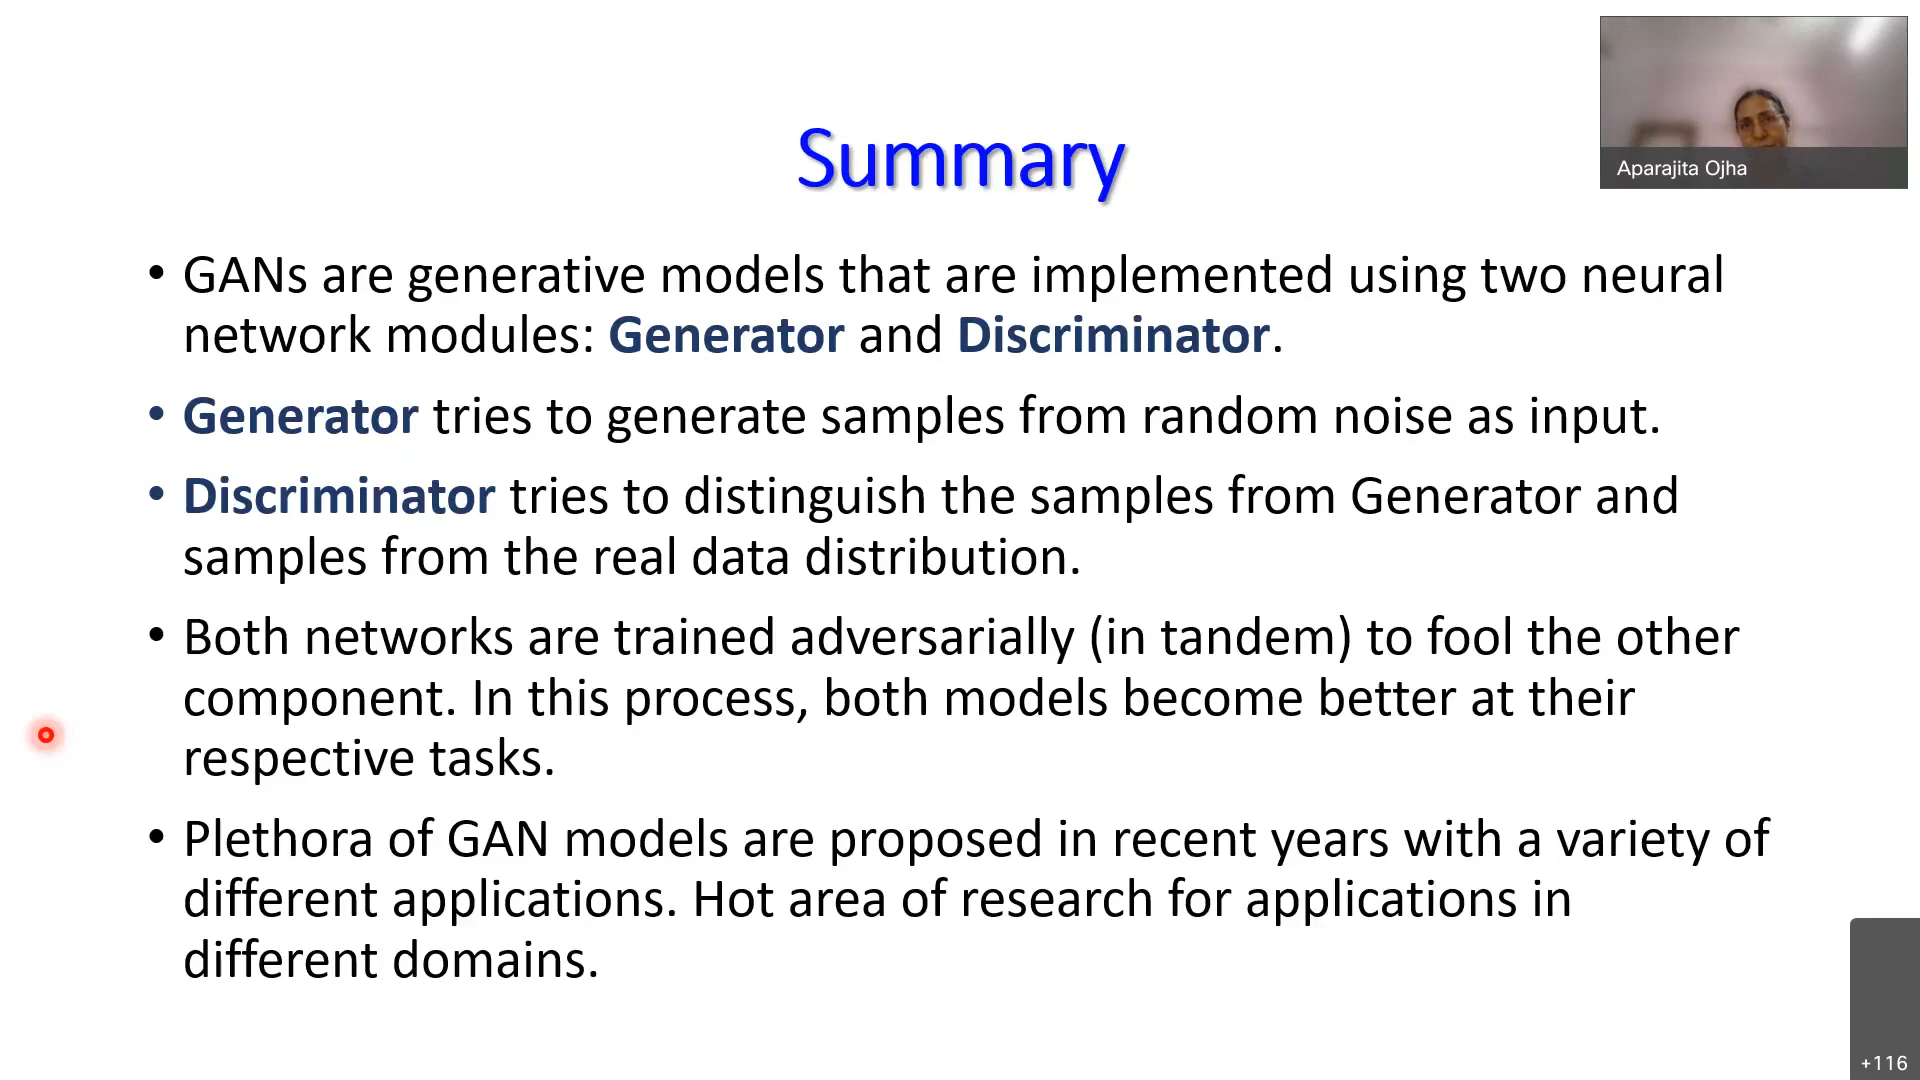 Summary
Aparajita Ojha
• GANs are generative models that are implemented using two neural
network modules: Generator and Discriminator.
• Generator tries to generate samples from random noise as input.
• Discriminator tries to distinguish the samples from Generator and
samples from the real data distribution.
• Both networks are trained adversarially (in tandem) to fool the other
component. In this process, both models become better at their
respective tasks.
• Plethora of GAN models are proposed in recent years with a variety of
different applications. Hot area of research for applications in
different domains.
+116